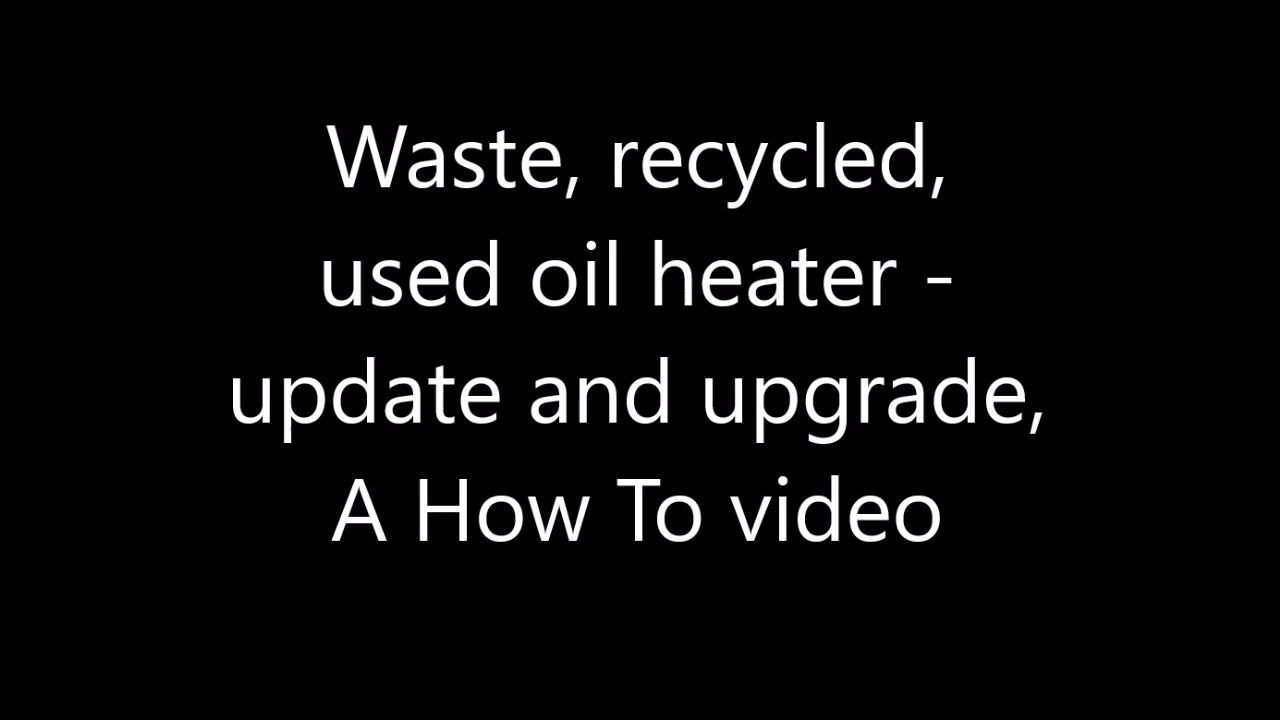 Waste, recycled,
used oil heater -
update and upgrade,
A How To video